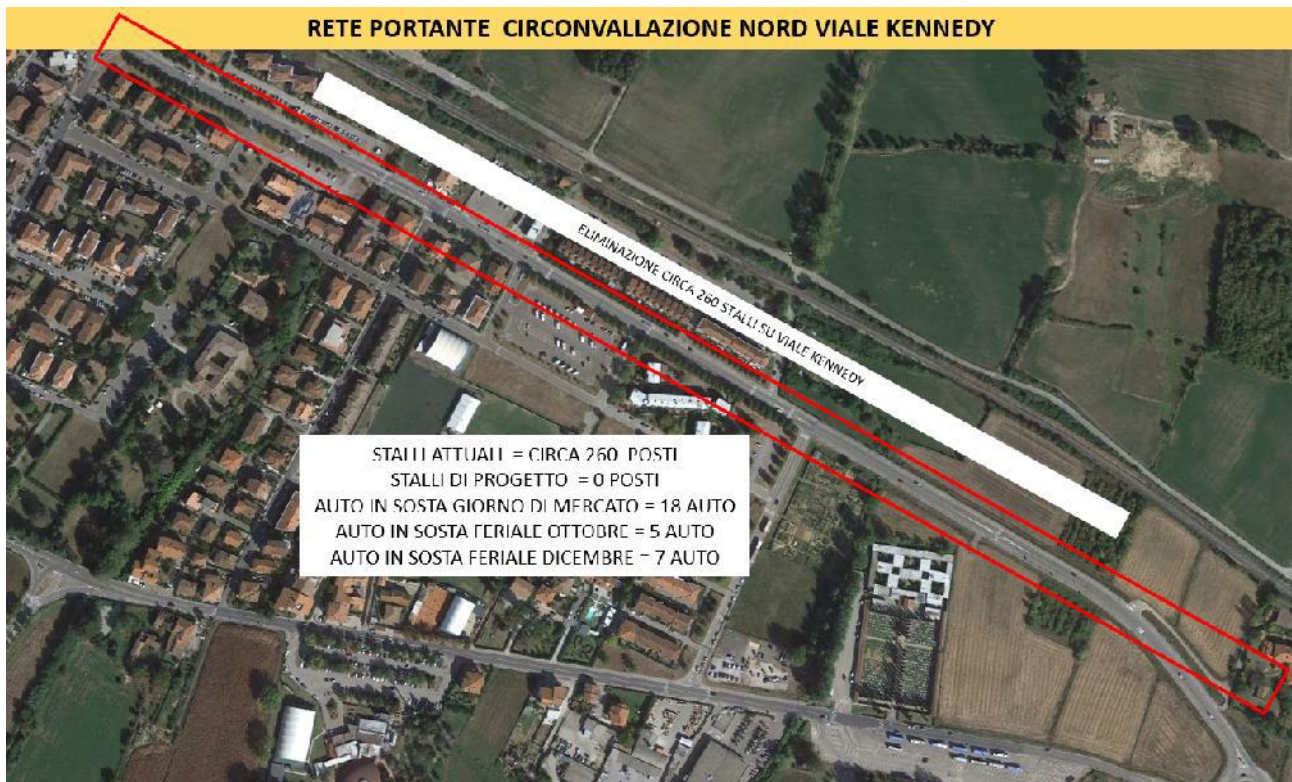 RETE PORTANTE CIRCONVALLAZIONE NORD VIALE KENNEDY
ELIMINAZIONE CIRCA 260 STALLI SU VIALE KENNEDY
STALLI ATTUALI = CIRCA 260 POSTI
STALLI DI PROGETTO = 0 POSTI
AUTO IN SOSTA GIORNO DI MERCATO = 18 AUTO
AUTO IN SOSTA FERIALE OTTOBRE = 5 AUTO
AUTO IN SOSTA FERIALE DICEMBRE = 7 AUTO